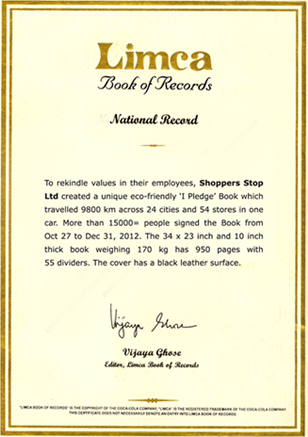 Limca
Book of Records
National Record
To rekindle values in their employees, Shoppers Stop
Ltd created a unique eco-friendly 'I Pledge' Book which
travelled 9800 km across 24 cities and 54 stores in one
car. More than 15000= people signed the Book from
Oct 27 to Dec 31, 2012. The 34 x 23 inch and 10 inch
thick book weighing 170 kg has 950 pages with
55 dividers. The cover has a black leather surface.
Vijaya Ghose
Vijaya Ghose
Editor, Limca Book of Records
"LIMCA BOOK OF RECORDS" IS THE COPYRIGHT OF THE COCA-COLA COMPANY. "LIMCA" IS THE REGISTERED TRADEMARK OF THE COCA-COLA COMPANY
THIS CERTIFICATE DOES NOT NECESSARILY DENOTE AN ENTRY INTO LIMCA BOOK OF RECORDS.